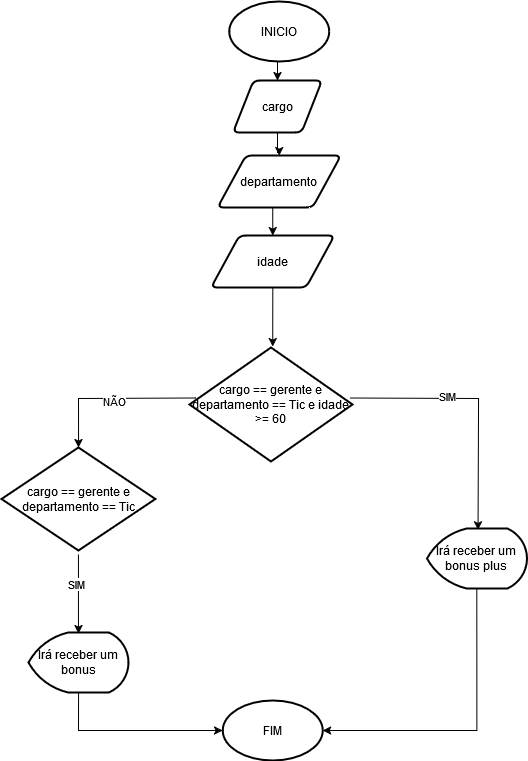 INICIO
cargo
departamento
idade
cargo == gerente e
departamento == Tic e idade
>= 60
NÃO
SIM
cargo == gerente e
departamento == Tic
Irá receber um
bonus plus
SIM
Irá receber um
bonus
FIM